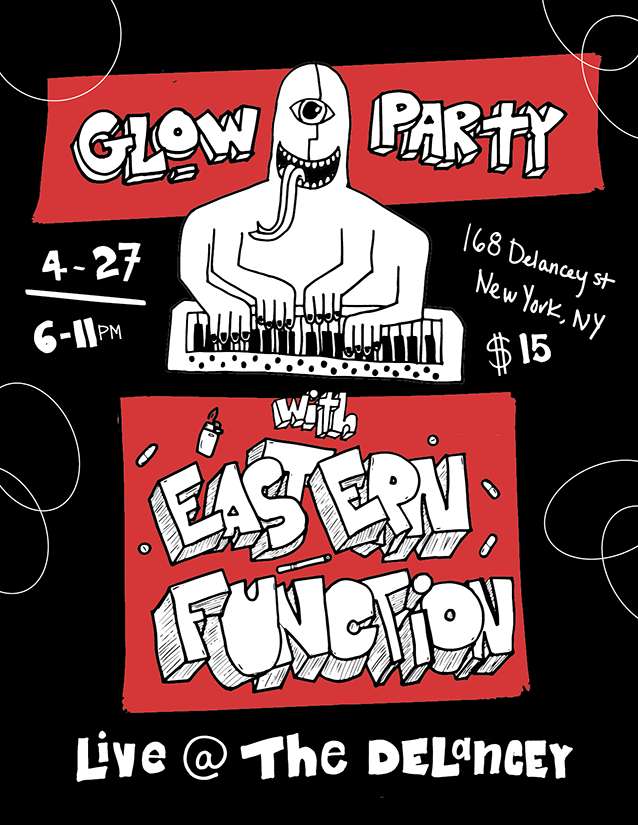 GLOW PARTY
4-27
6-11PM
168 Delancey st
New York, NY
$15
with
EASTERN
FUNCTION
Live @ The DELaNCEY